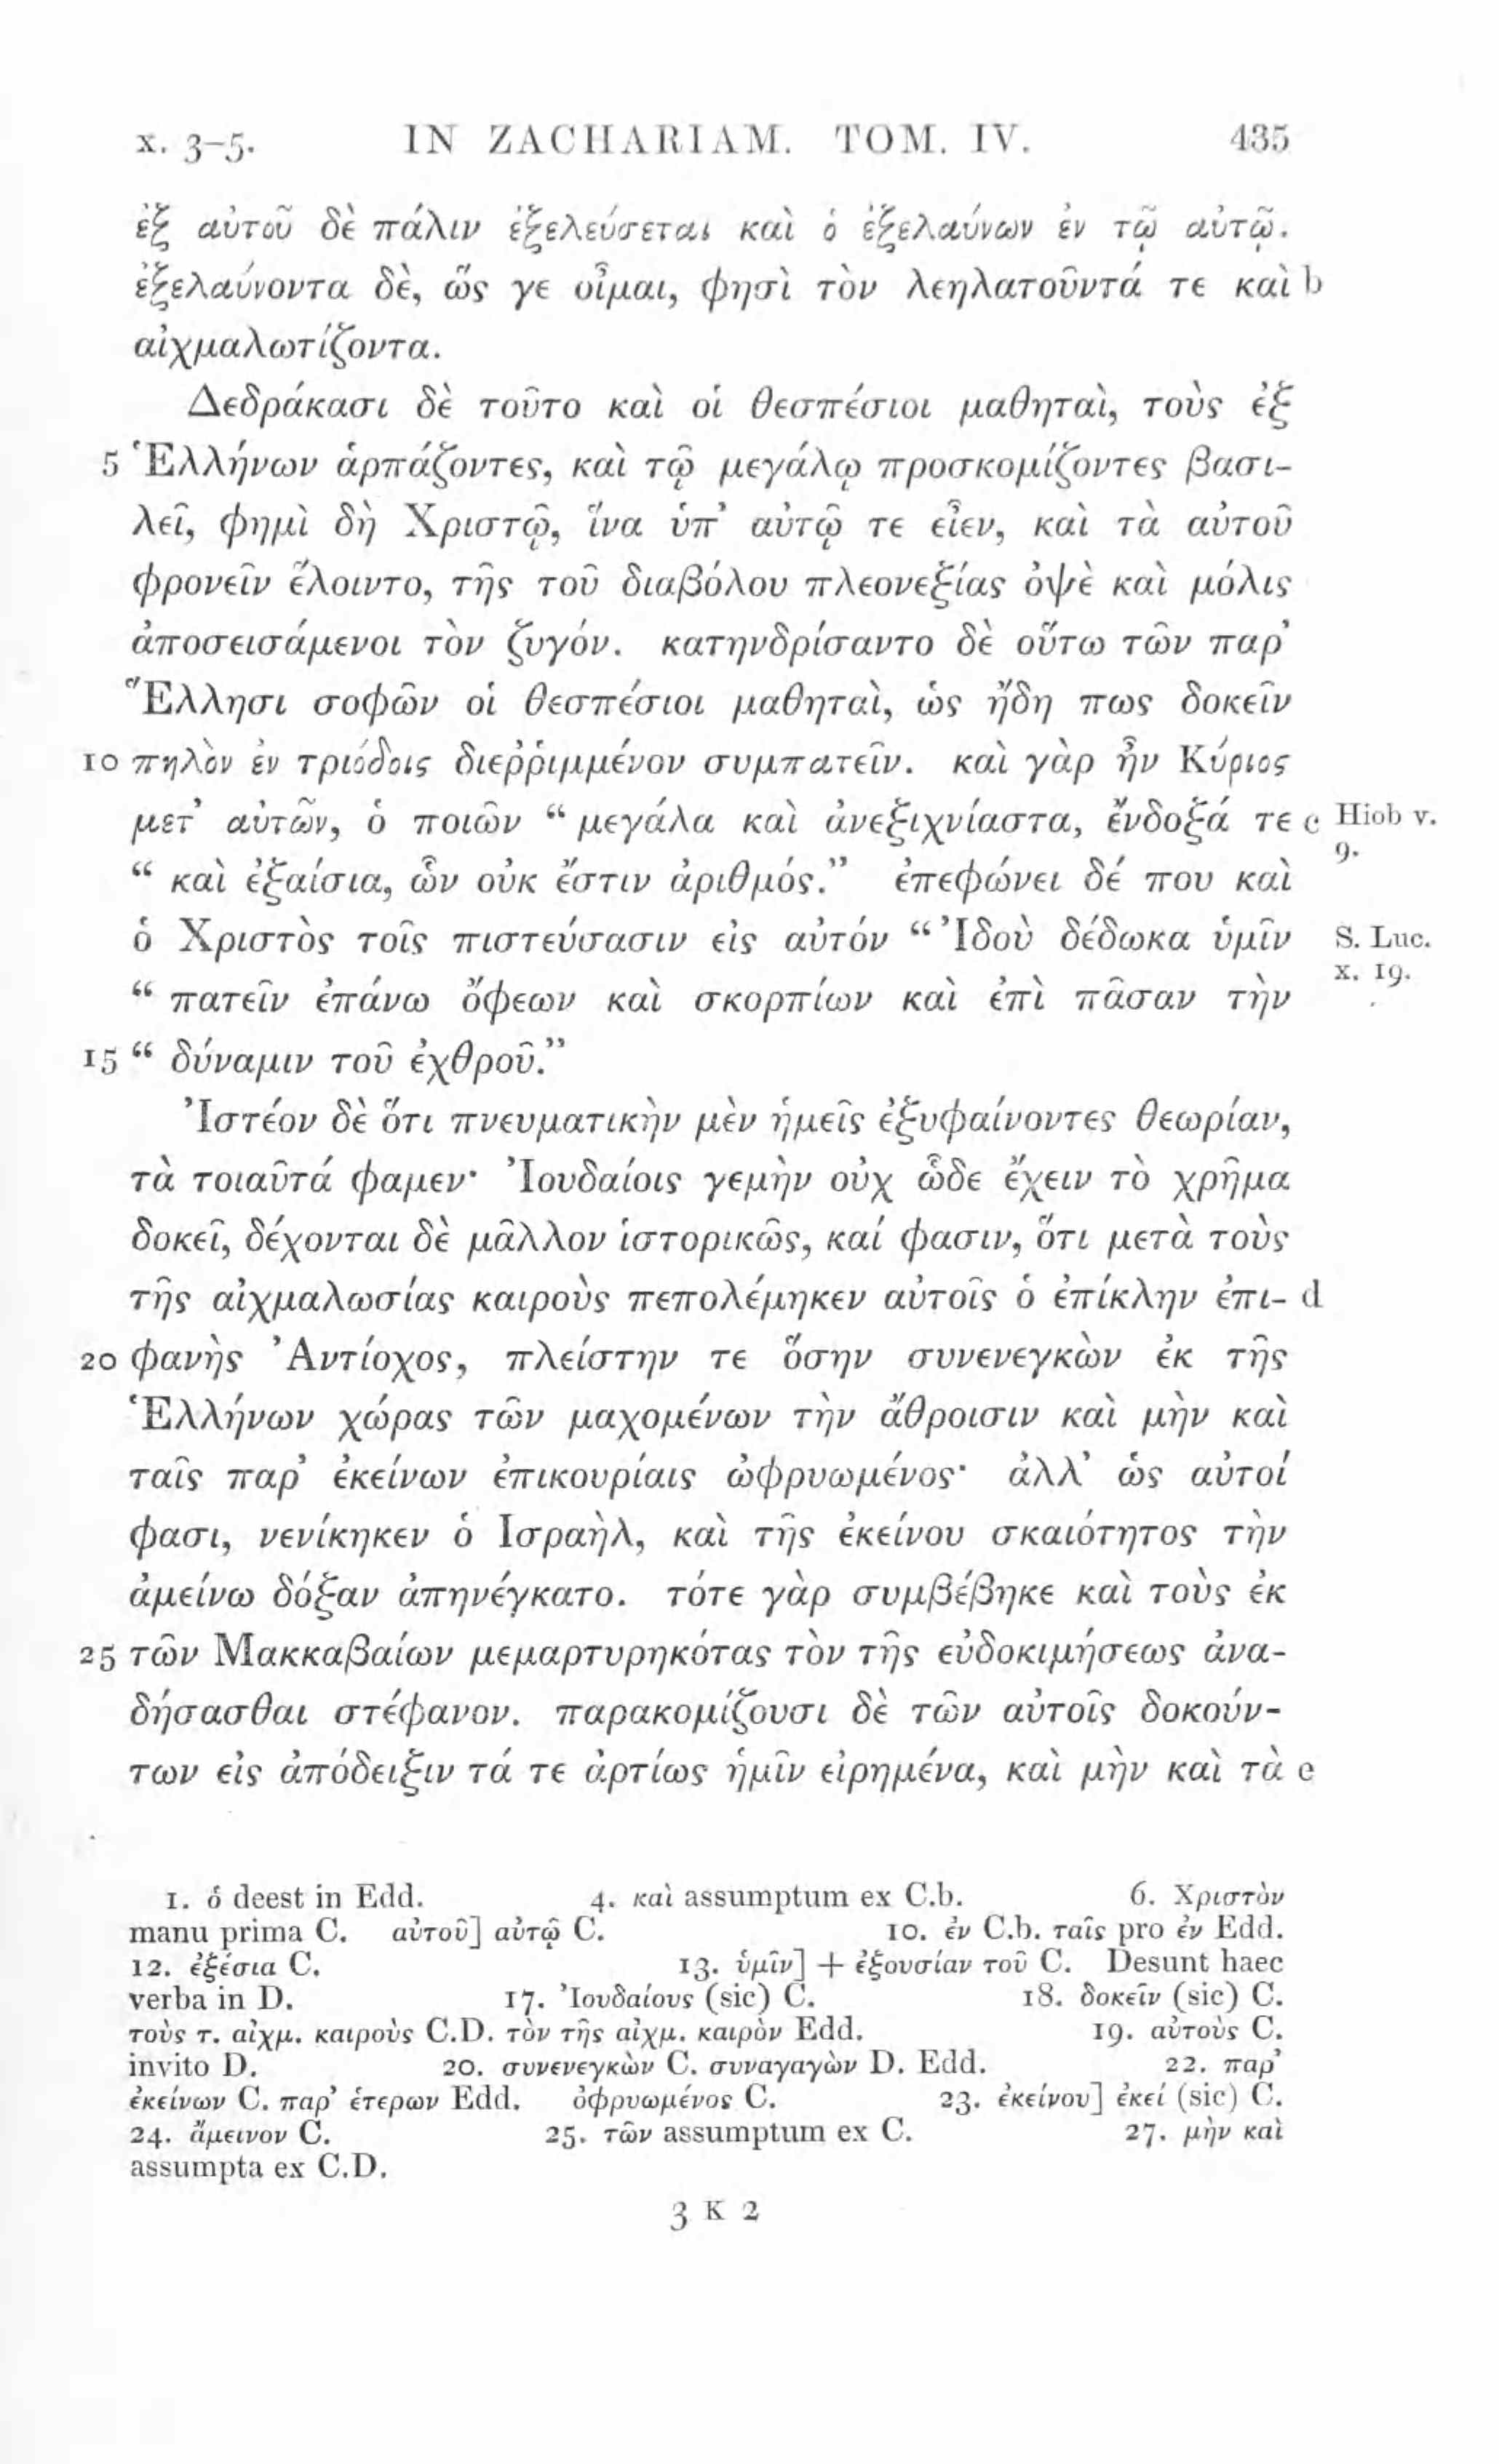 x. 3-5. IN ZACHARIAM. TOM. IV. 435
ἐξ αὐτοῦ δὲ πάλιν ἐξελεύσεται καὶ ὁ ἐξελαύνων ἐν τῷ αὐτῷ.
ἐξελαύνοντα δὲ, ὥς γε οἶμαι, φησὶ τὸν λεηλατοῦντά τε καὶ b
αἰχμαλωτίζοντα.
Δεδράκασι δὲ τοῦτο καὶ οἱ θεσπέσιοι μαθηταὶ, τοὺς ἐξ
5 Ἑλλήνων ἁρπάζοντες, καὶ τῷ μεγάλῳ προσκομίζοντες βασι-
λεῖ, φημὶ δὴ Χριστῷ, ἵνα ὑπ' αὐτῷ τε εἶεν, καὶ τὰ αὐτοῦ
φρονεῖν ἕλοιντο, τῆς τοῦ διαβόλου πλεονεξίας ὀψὲ καὶ μόλις
ἀποσεισάμενοι τὸν ζυγόν. κατηνδρίσαντο δὲ οὕτω τῶν παρ'
Ἕλλησι σοφῶν οἱ θεσπέσιοι μαθηταὶ, ὡς ἤδη πως δοκεῖν
10 πηλὸν ἐν τριόδοις διεῤῥιμμένον συμπατεῖν. καὶ γὰρ ἦν Κύριος
μετ' αὐτῶν, ὁ ποιῶν “ μεγάλα καὶ ἀνεξιχνίαστα, ἔνδοξά τε c Hiob v.
9.
“ καὶ ἐξαίσια, ὧν οὐκ ἔστιν ἀριθμός.” ἐπεφώνει δέ που καὶ
ὁ Χριστὸς τοῖς πιστεύσασιν εἰς αὐτόν “ Ἰδοὺ δέδωκα ὑμῖν S. Luc.
x. 19.
“ πατεῖν ἐπάνω ὄφεων καὶ σκορπίων καὶ ἐπὶ πᾶσαν τὴν
15 “ δύναμιν τοῦ ἐχθροῦ.”
Ἰστέον δὲ ὅτι πνευματικὴν μὲν ἡμεῖς ἐξυφαίνοντες θεωρίαν,
τὰ τοιαῦτά φαμεν· Ἰουδαίοις γεμὴν οὐχ ὧδε ἔχειν τὸ χρῆμα
δοκεῖ, δέχονται δὲ μᾶλλον ἱστορικῶς, καί φασιν, ὅτι μετὰ τοὺς
τῆς αἰχμαλωσίας καιροὺς πεπολέμηκεν αὐτοῖς ὁ ἐπίκλην ἐπι- d
20 φανὴς Ἀντίοχος, πλείστην τε ὅσην συνενεγκὼν ἐκ τῆς
Ἑλλήνων χώρας τῶν μαχομένων τὴν ἄθροισιν καὶ μὴν καὶ
ταῖς παρ' ἐκείνων ἐπικουρίαις ὠφρυωμένος· ἀλλ' ὡς αὐτοί
φασι, νενίκηκεν ὁ Ισραὴλ, καὶ τῆς ἐκείνου σκαιότητος τὴν
ἀμείνω δόξαν ἀπηνέγκατο. τότε γὰρ συμβέβηκε καὶ τοὺς ἐκ
25 τῶν Μακκαβαίων μεμαρτυρηκότας τὸν τῆς εὐδοκιμήσεως ἀνα-
δήσασθαι στέφανον. παρακομίζουσι δὲ τῶν αὐτοῖς δοκούν-
των εἰς ἀπόδειξιν τά τε ἀρτίως ἡμῖν εἰρημένα, καὶ μὴν καὶ τὰ e
1. ὁ deest in Edd. 4. καὶ assumptum ex C.b. 6. Χριστὸν
manu prima C. αὐτοῦ] αὐτῷ C. 10. ἐν C.b. ταῖς pro ἐν Edd.
12. ἐξέσια C. 13. ὑμῖν] + ἐξουσίαν τοῦ C. Desunt haec
verba in D. 17. Ἰουδαίους (sic) C. 18. δοκεῖν (sic) C.
τοὺς τ. αἰχμ. καιροὺς C.D. τὸν τῆς αἰχμ. καιρὸν Edd. 19. αὐτοὺς C.
invito D. 20. συνενεγκὼν C. συναγαγὼν D. Edd. 22. παρ'
ἐκείνων C. παρ' ἑτερων Edd. ὀφρυωμένος C. 23. ἐκείνου] ἐκεί (sic) C.
24. ἄμεινον C. 25. τῶν assumptum ex C. 27. μὴν καὶ
assumpta ex C.D.
3 K 2